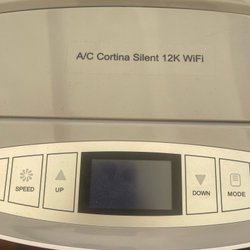 A/C Cortina Silent 12K WiFi
SPEED
UP
DOWN
MODE